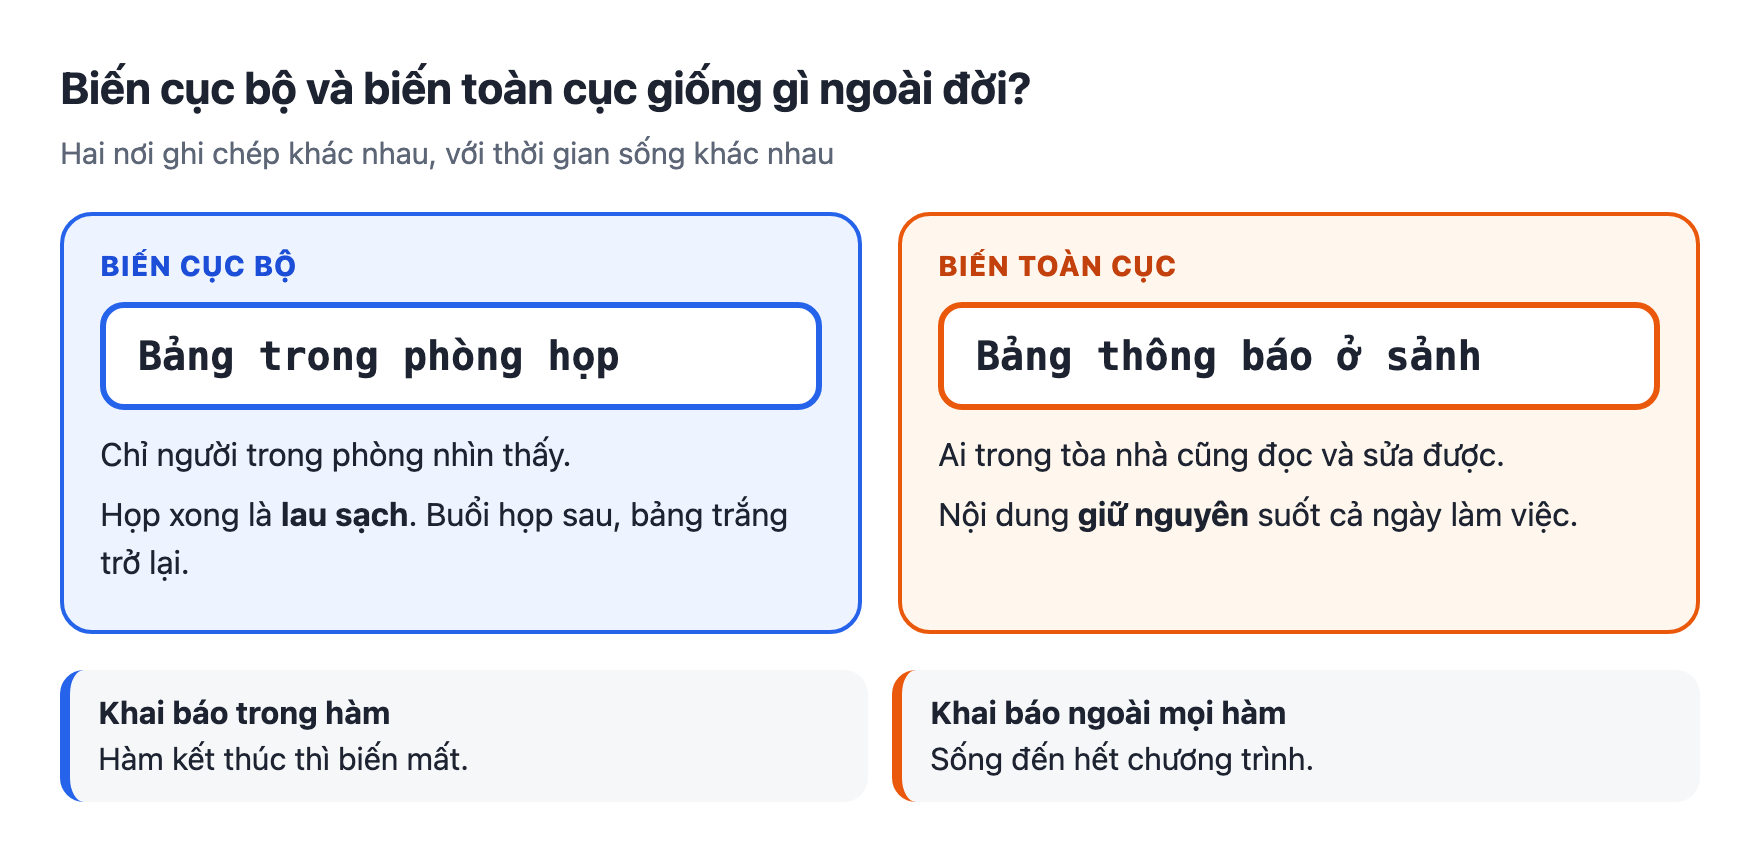 Biến cục bộ và biến toàn cục giống gì ngoài đời?
Hai nơi ghi chép khác nhau, với thời gian sống khác nhau
BIẾN CỤC BỘ
Bảng trong phòng họp
Chỉ người trong phòng nhìn thấy.
Họp xong là lau sạch. Buổi họp sau, bảng trắng
trở lại.
BIẾN TOÀN CỤC
Bảng thông báo ở sảnh
Ai trong tòa nhà cũng đọc và sửa được.
Nội dung giữ nguyên suốt cả ngày làm việc.
Khai báo trong hàm
Hàm kết thúc thì biến mất.
Khai báo ngoài mọi hàm
Sống đến hết chương trình.